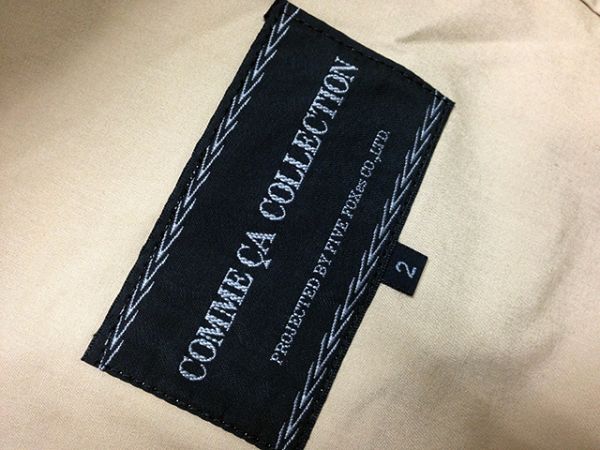 COMME ÇA COLLECTION
PROJECTED BY FIVE FOXes CO.,LTD.
2